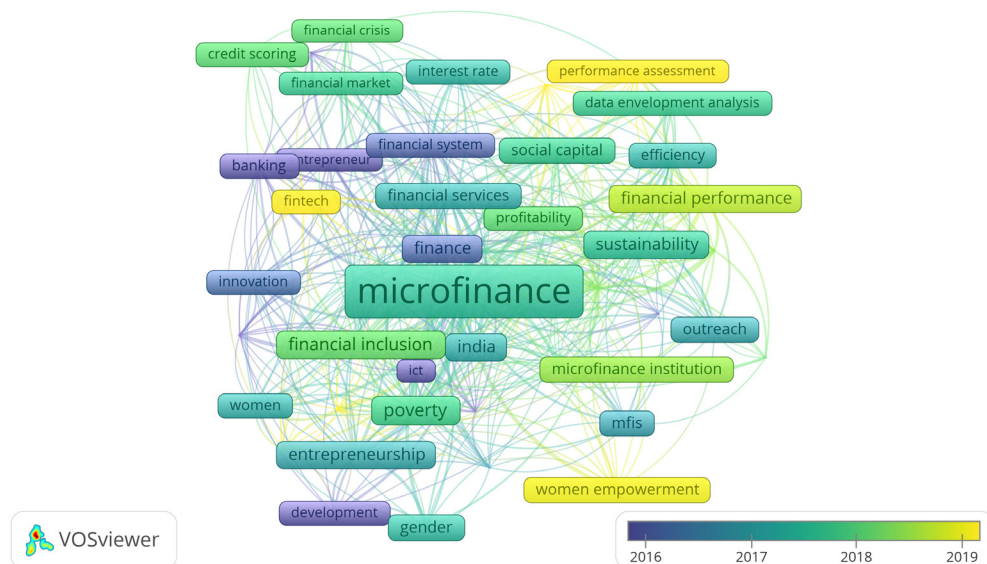 financial crisis
credit scoring
financial market
interest rate
performance assessment
data envelopment analysis
financial system
social capital
efficiency
banking
ntrepreneur
fintech
financial services
financial performance
profitability
finance
sustainability
innovation
microfinance
outreach
financial inclusion
india
ict
microfinance institution
women
poverty
mfis
entrepreneurship
women empowerment
development
gender
VOSviewer
2016 2017 2018 2019